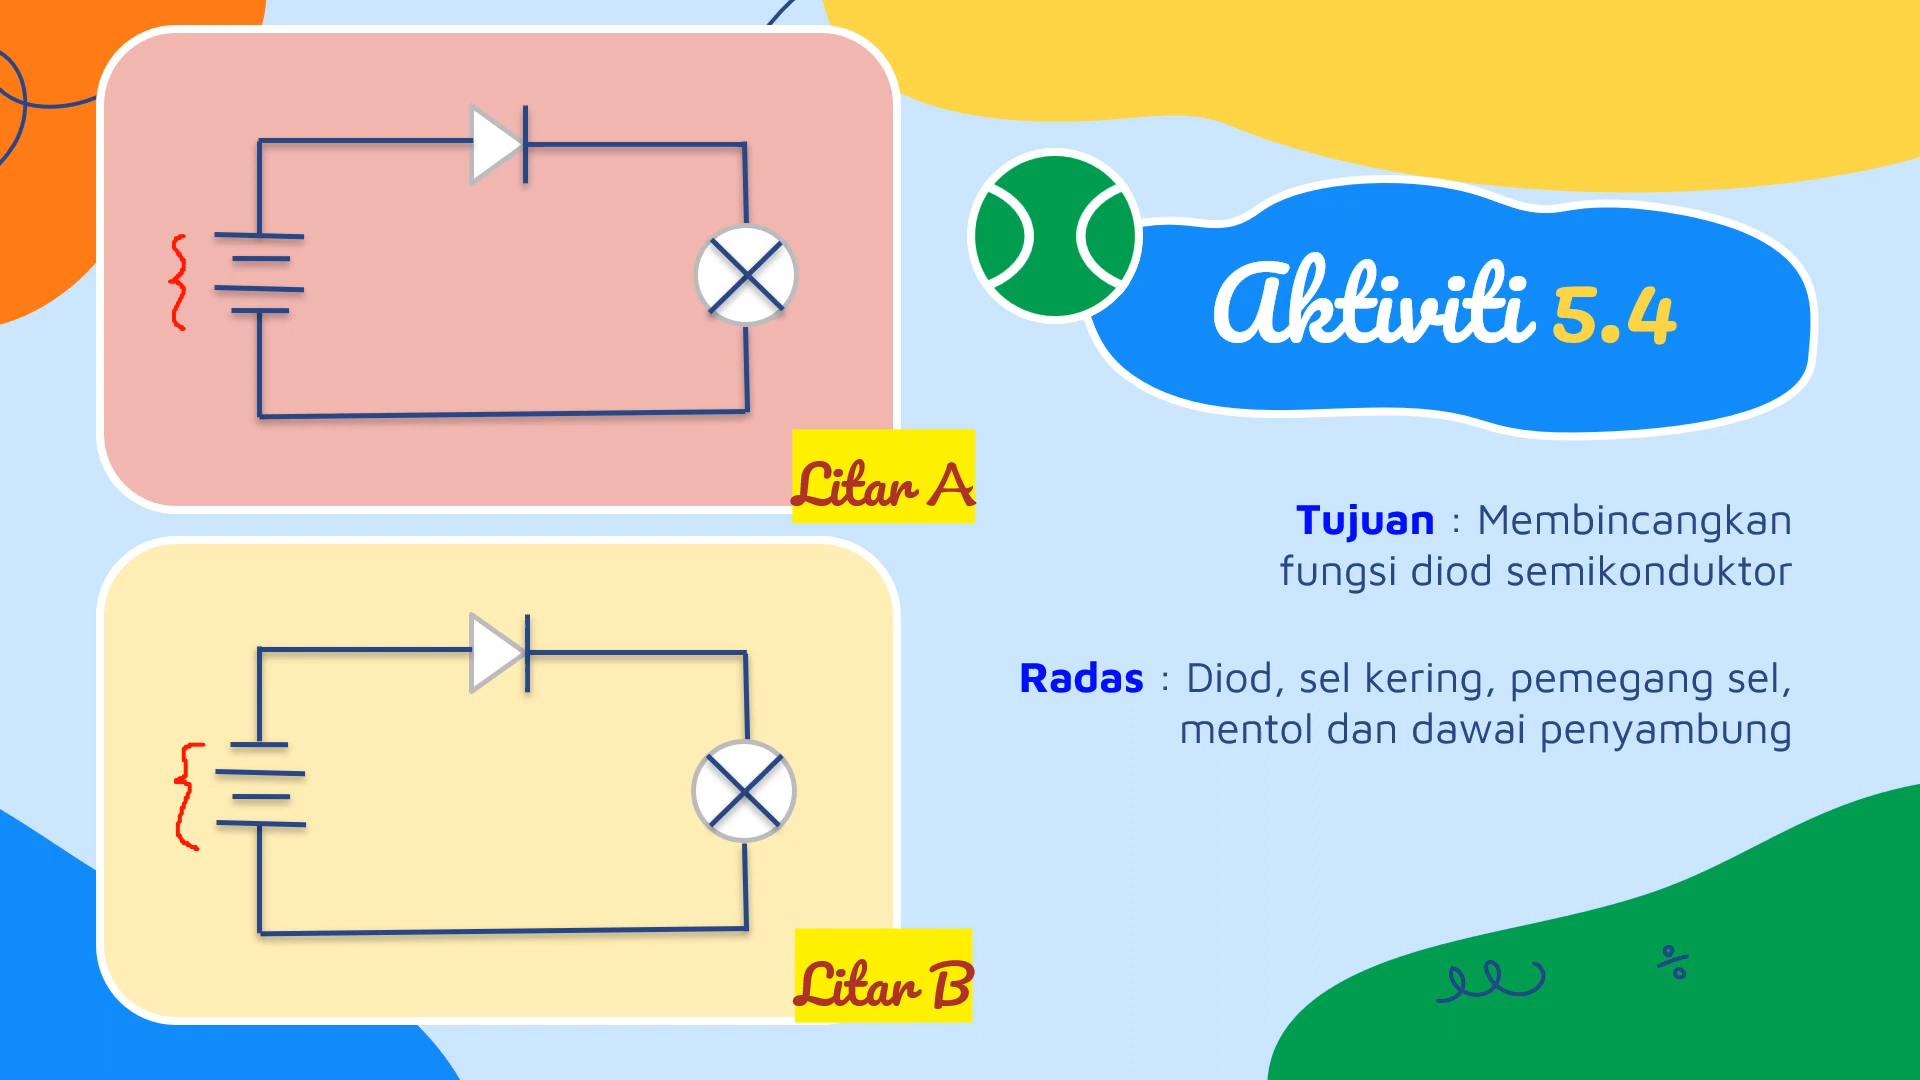 Litar A
Litar B
Aktiviti 5.4
Tujuan : Membincangkan
fungsi diod semikonduktor
Radas : Diod, sel kering, pemegang sel,
mentol dan dawai penyambung